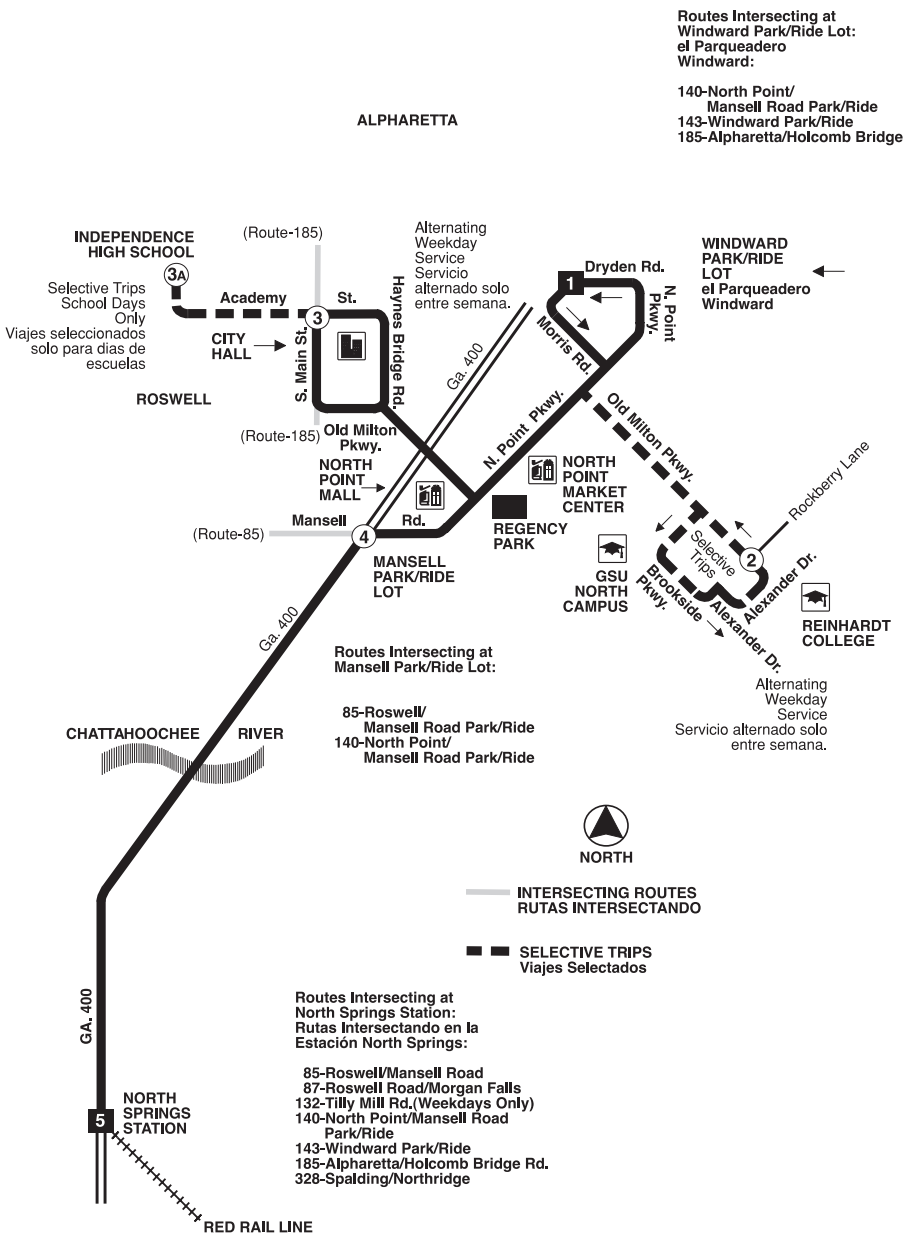 Routes Intersecting at
Windward Park/Ride Lot:
el Parqueadero
Windward:
140-North Point/
Mansell Road Park/Ride
143-Windward Park/Ride
185-Alpharetta/Holcomb Bridge
ALPHARETTA
INDEPENDENCE
HIGH SCHOOL
3A
Selective Trips
School Days
Only
Viajes seleccionados
solo para dias de
escuelas
(Route-185)
Academy
St.
3
CITY
HALL
S. Main St.
Haynes Bridge Rd.
ROSWELL
(Route-185)
Old Milton
Pkwy.
Alternating
Weekday
Service
Servicio
alternado solo
entre semana.
Ga. 400
1
Dryden Rd.
N. Point
Pkwy.
Morris Rd.
WINDWARD
PARK/RIDE
LOT
el Parqueadero
Windward
N. Point Pkwy.
Old Milton Pkwy.
NORTH
POINT
MALL
NORTH
POINT
MARKET
CENTER
Rockberry Lane
(Route-85)
Mansell
Rd.
4
REGENCY
PARK
MANSELL
PARK/RIDE
LOT
GSU
NORTH
CAMPUS
Selective
Trips
2
Brookside
Pkwy.
Alexander Dr.
Alexander Dr.
REINHARDT
COLLEGE
Alternating
Weekday
Service
Servicio alternado solo
entre semana.
Ga. 400
Routes Intersecting at
Mansell Park/Ride Lot:
85-Roswell/
Mansell Road Park/Ride
140-North Point/
Mansell Road Park/Ride
CHATTAHOOCHEE RIVER
NORTH
INTERSECTING ROUTES
RUTAS INTERSECTANDO
SELECTIVE TRIPS
Viajes Selectados
GA. 400
Routes Intersecting at
North Springs Station:
Rutas Intersectando en la
Estación North Springs:
85-Roswell/Mansell Road
87-Roswell Road/Morgan Falls
132-Tilly Mill Rd.(Weekdays Only)
140-North Point/Mansell Road
Park/Ride
143-Windward Park/Ride
185-Alpharetta/Holcomb Bridge Rd.
328-Spalding/Northridge
5
NORTH
SPRINGS
STATION
RED RAIL LINE